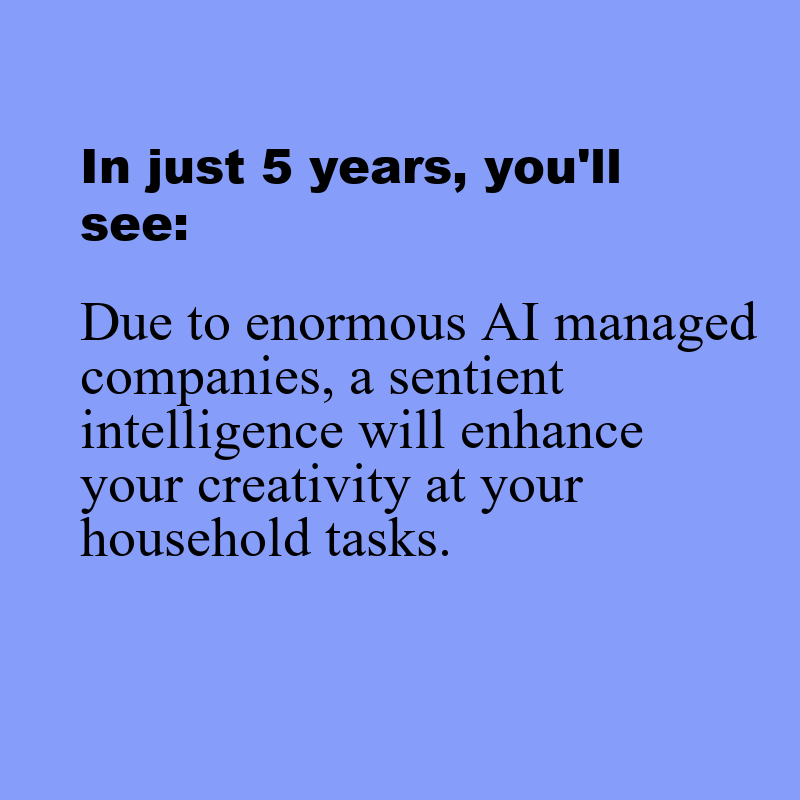 In just 5 years, you'll
see:
Due to enormous AI managed
companies, a sentient
intelligence will enhance
your creativity at your
household tasks.